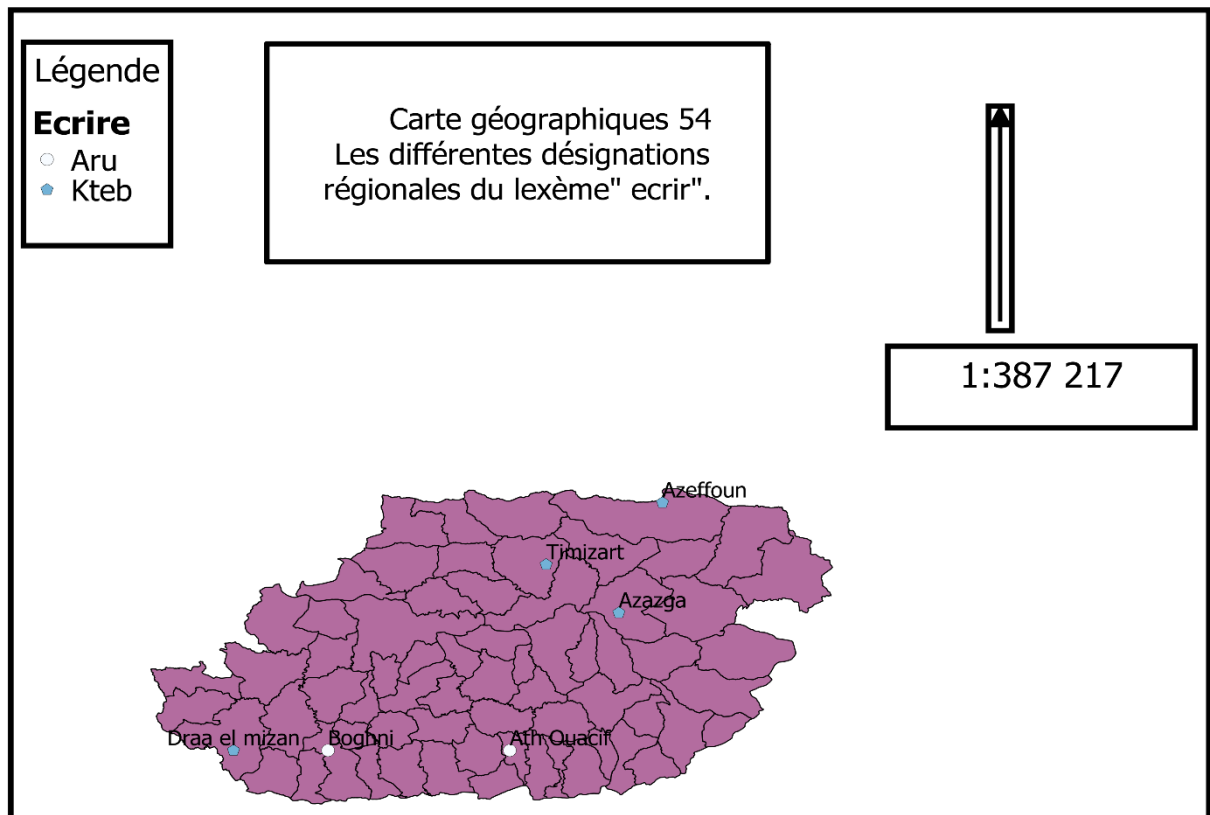 Légende
Ecrire
Aru
Kteb
Carte géographiques 54
Les différentes désignations
régionales du lexème" ecrir".
1:387 217
Azeffoun
Timizart
Azazga
Draa el mizan
Boghni
Ath Ouacif